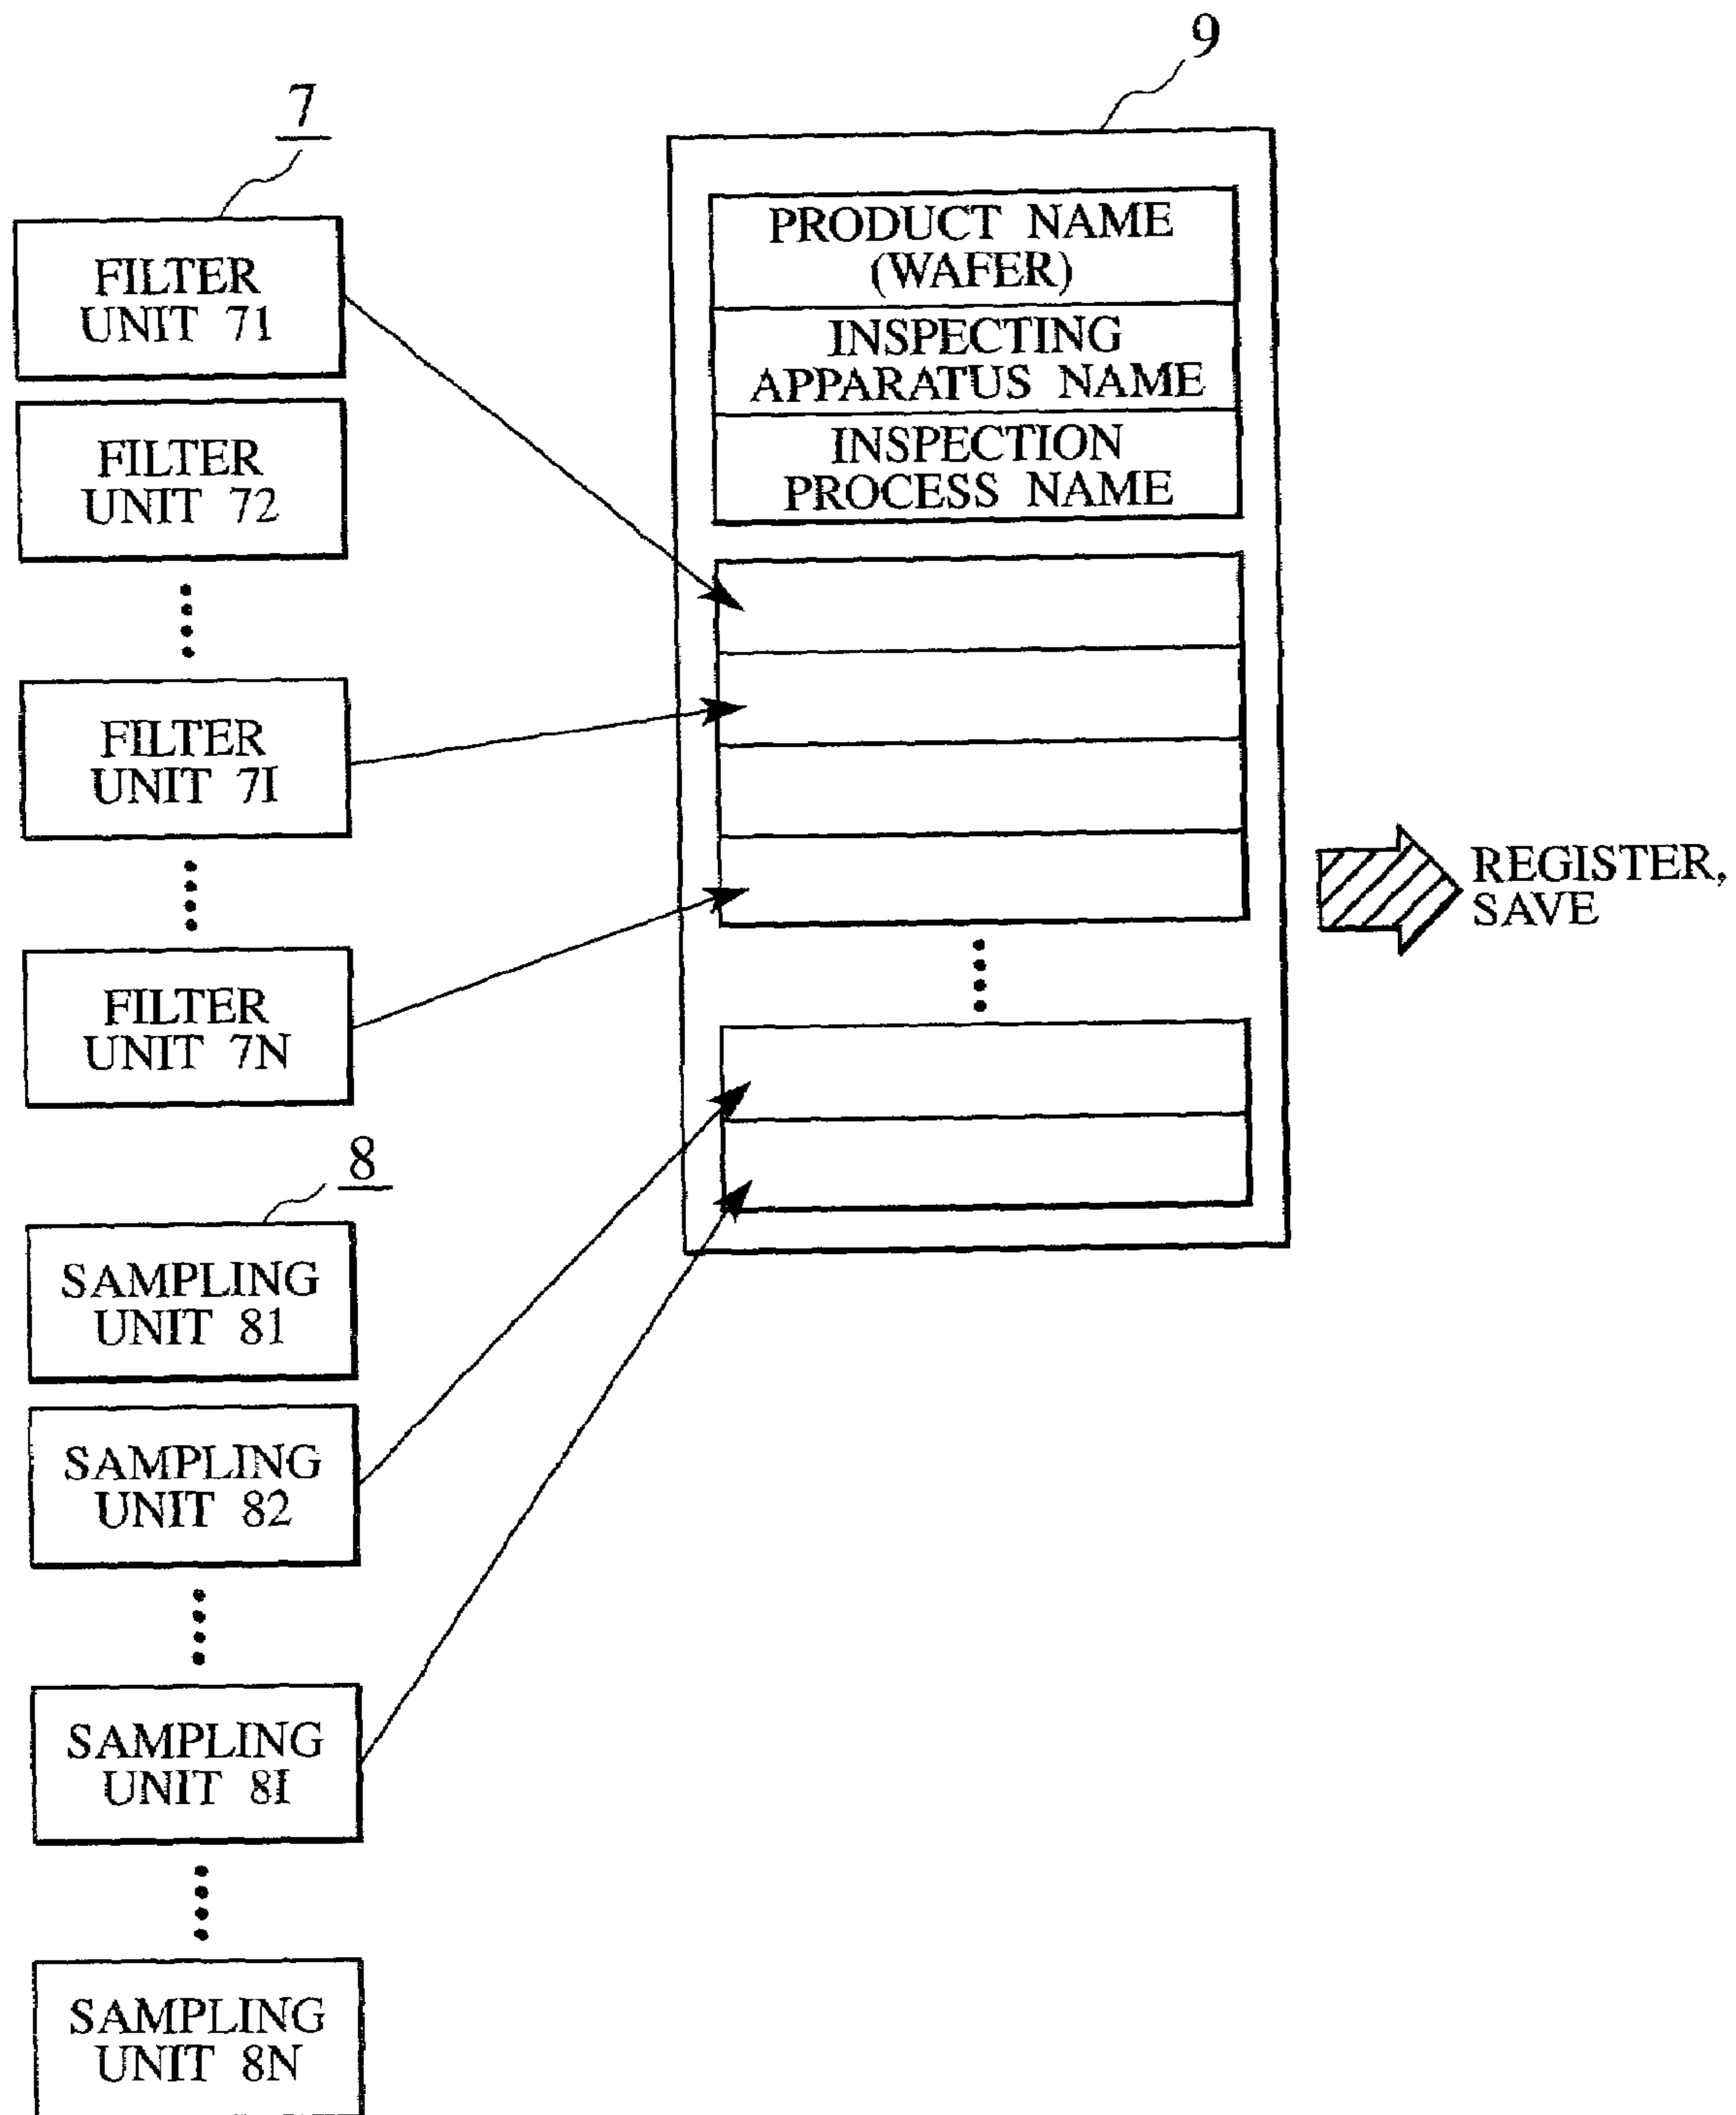 7
FILTER
UNIT 71
FILTER
UNIT 72
FILTER
UNIT 7I
FILTER
UNIT 7N
8
SAMPLING
UNIT 81
SAMPLING
UNIT 82
SAMPLING
UNIT 8I
SAMPLING
UNIT 8N
9
PRODUCT NAME
(WAFER)
INSPECTING
APPARATUS NAME
INSPECTION
PROCESS NAME
REGISTER,
SAVE